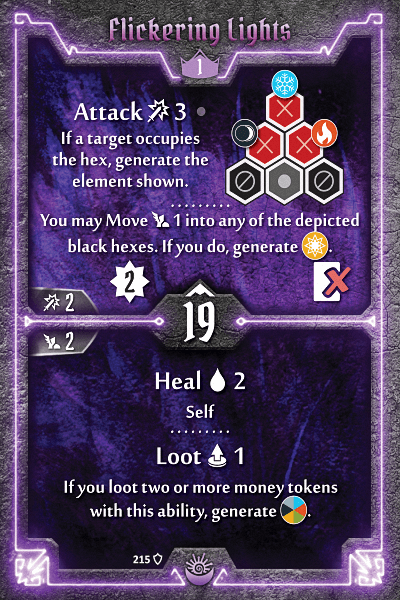 Flickering Lights
1
Attack 3
If a target occupies
the hex, generate the
element shown.
You may Move 1 into any of the depicted
black hexes. If you do, generate .
2
2
19
2
Heal 2
Self
Loot 1
If you loot two or more money tokens
with this ability, generate .
215